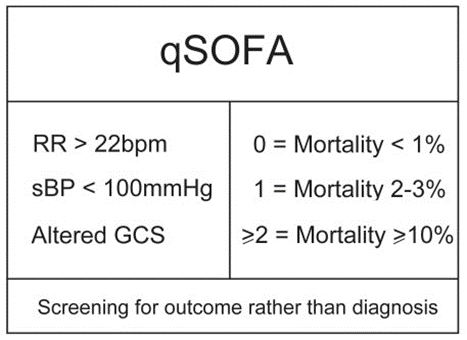 qSOFA
RR > 22bpm
sBP < 100mmHg
Altered GCS
0 = Mortality < 1%
1 = Mortality 2-3%
⩾2 = Mortality ⩾10%
Screening for outcome rather than diagnosis